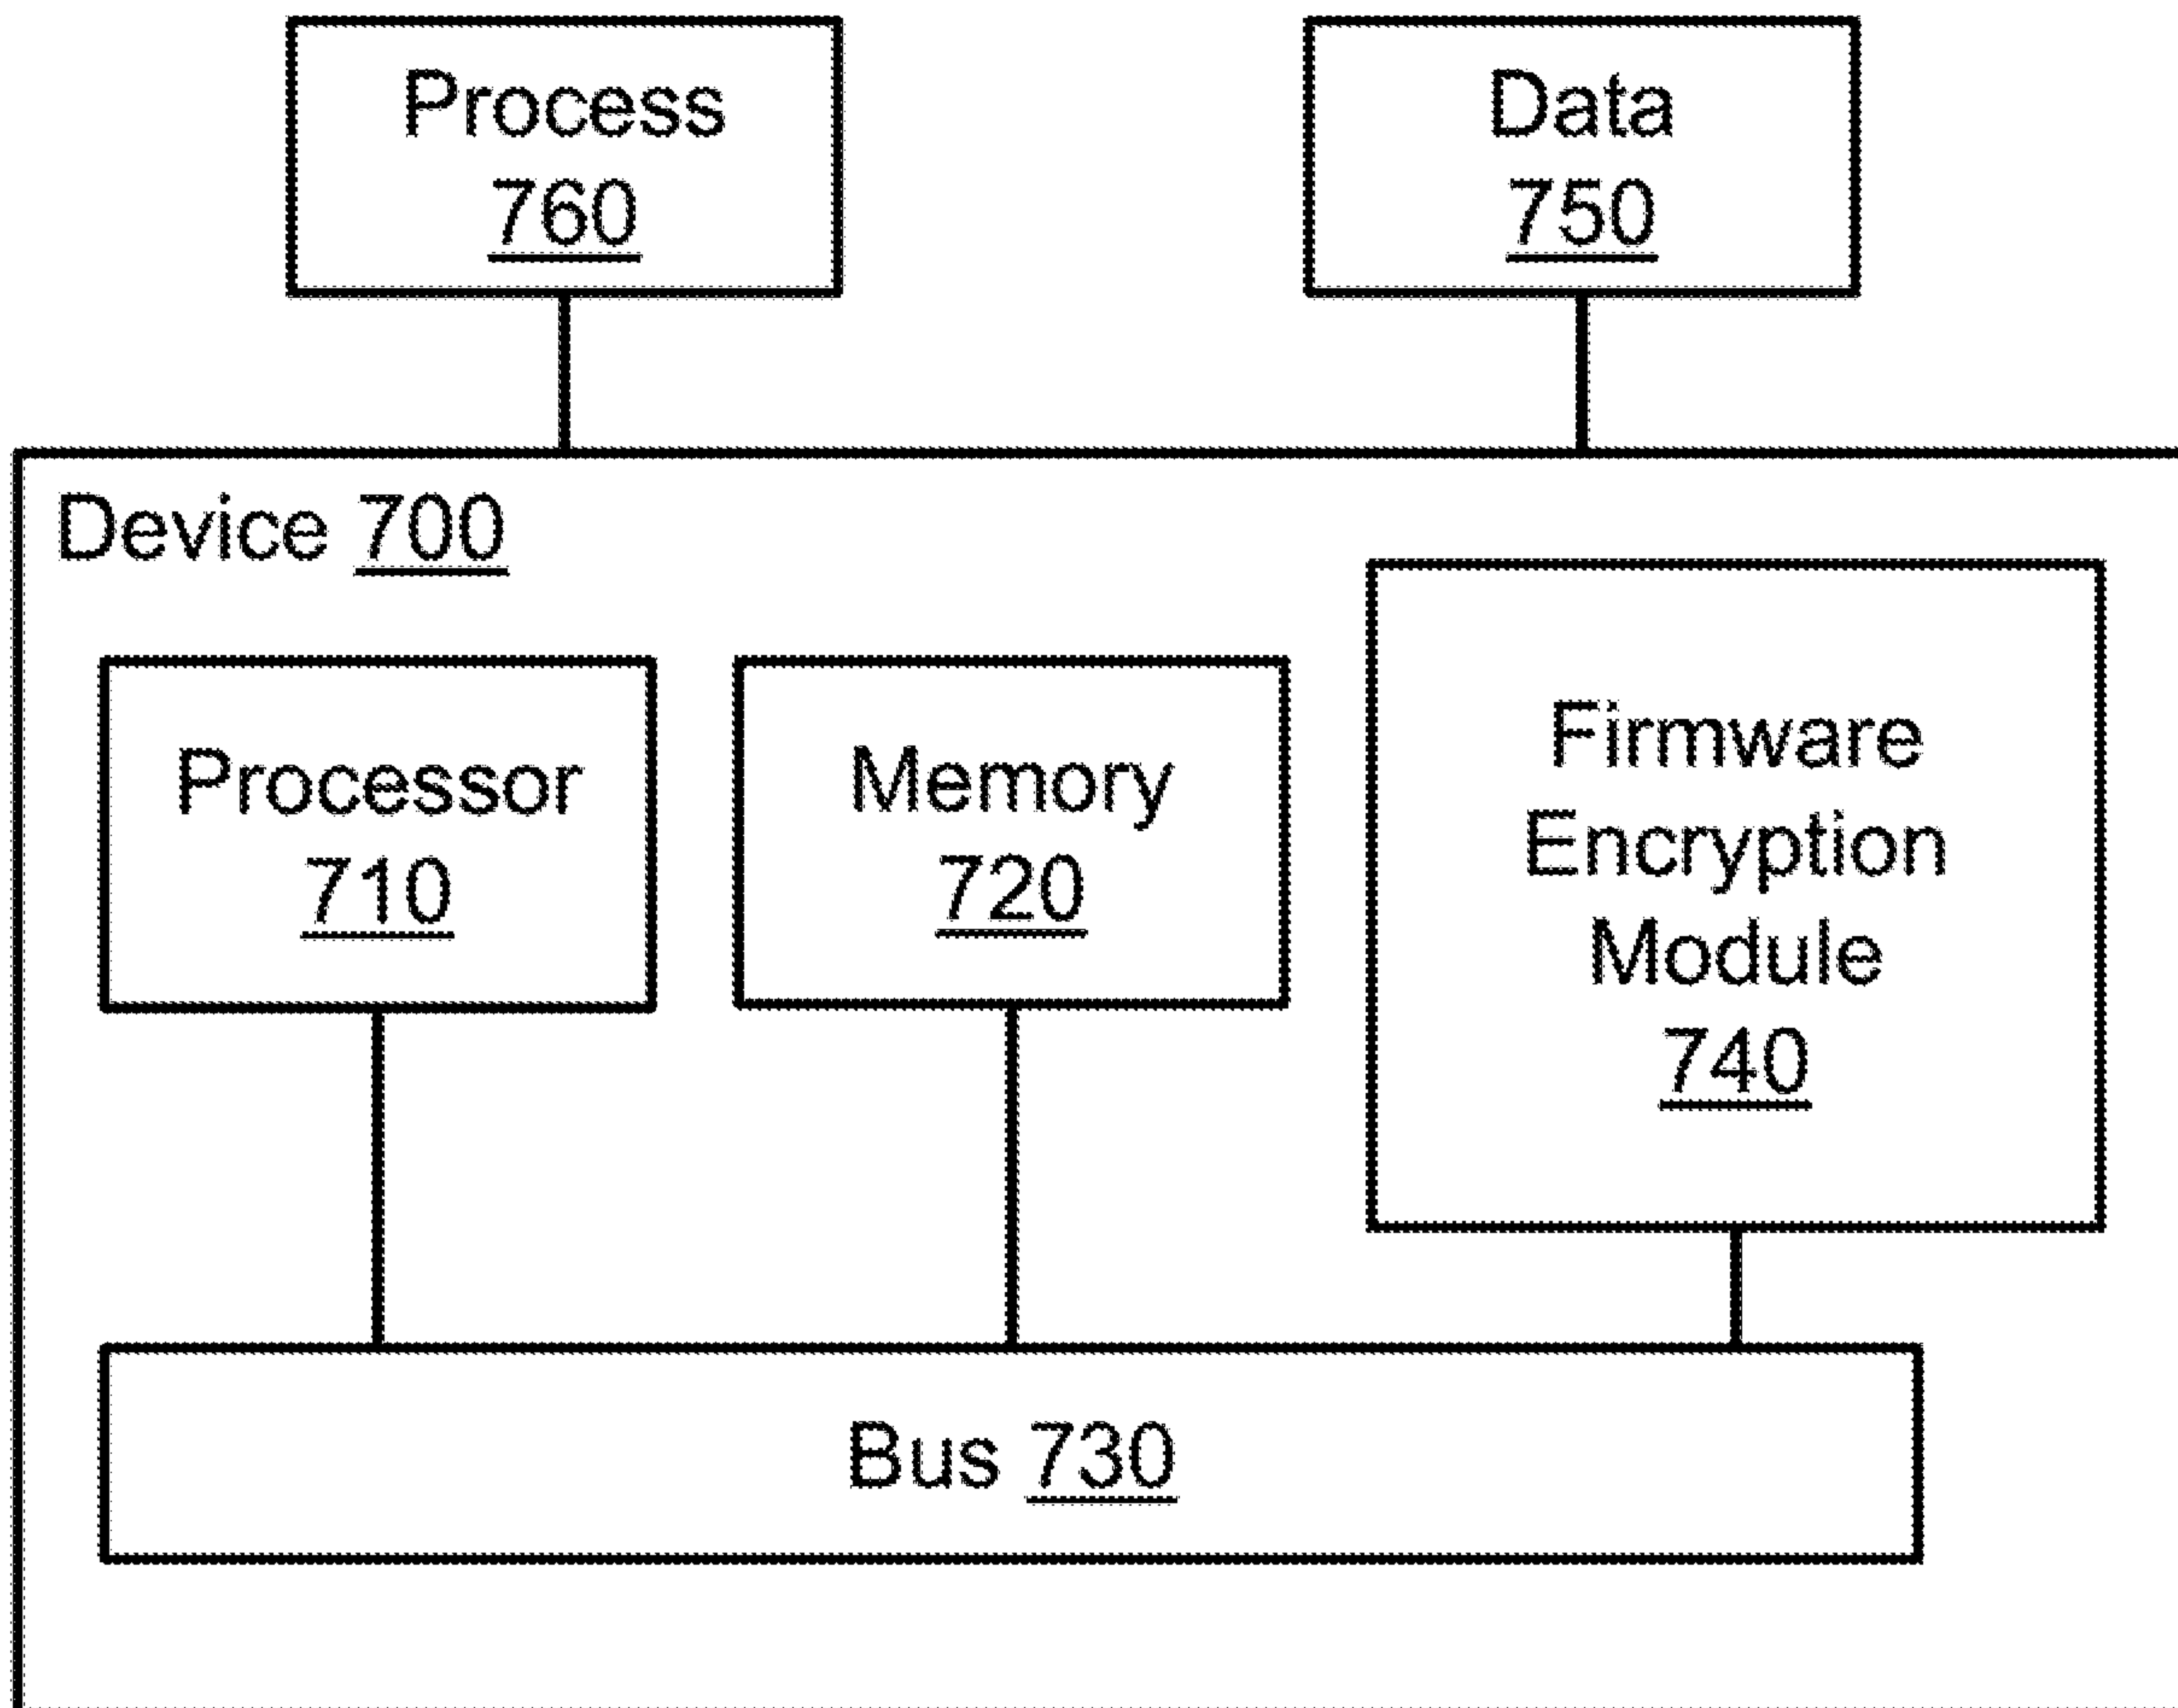 Process
760
Data
750
Device 700
Processor
710
Memory
720
Firmware
Encryption
Module
740
Bus 730